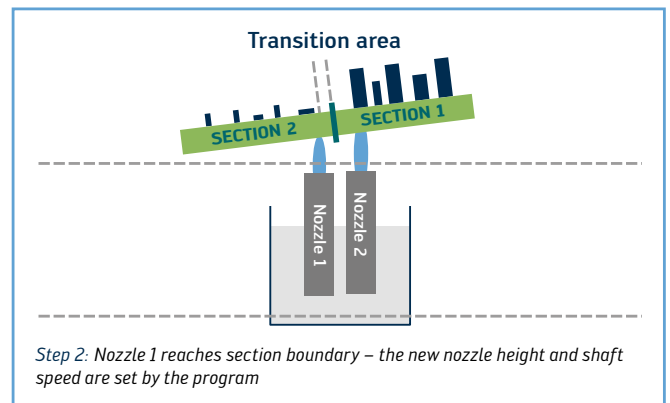 Transition area
SECTION 2
SECTION 1
Nozzle 1
Nozzle 2
Step 2: Nozzle 1 reaches section boundary – the new nozzle height and shaft
speed are set by the program